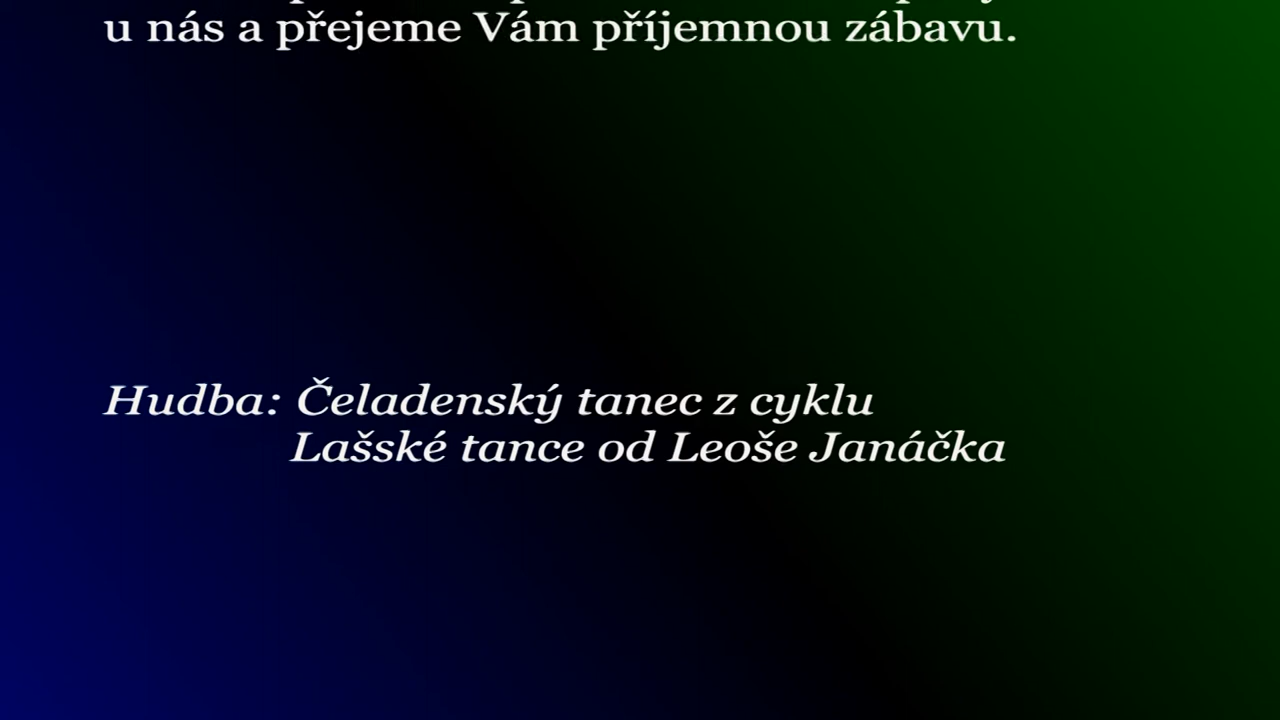 u nás a přejeme Vám příjemnou zábavu.
Hudba: Čeladenský tanec z cyklu
Lašské tance od Leoše Janáčka